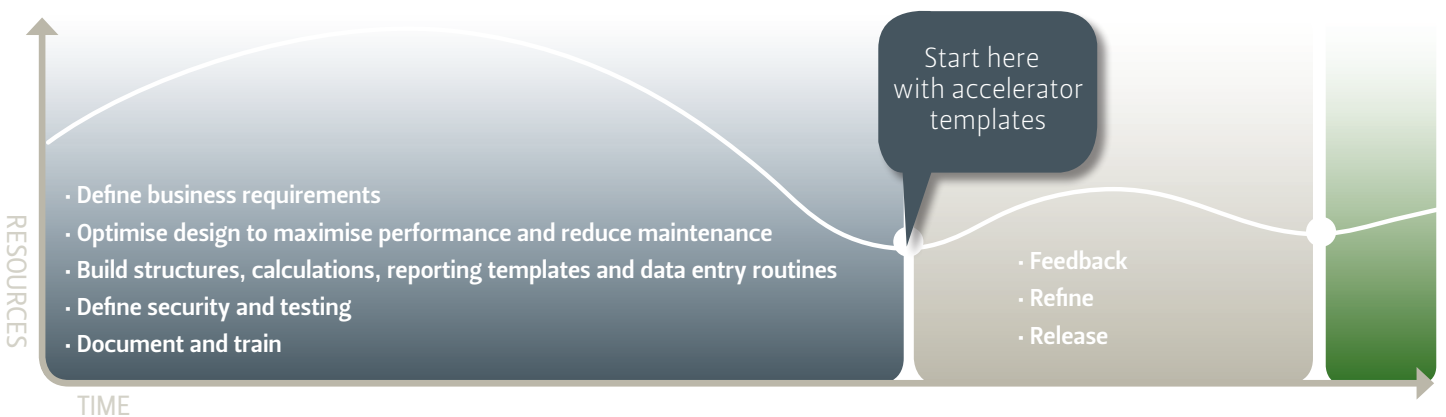 Start here
with accelerator
templates
· Define business requirements
· Optimise design to maximise performance and reduce maintenance
· Build structures, calculations, reporting templates and data entry routines
· Define security and testing
· Document and train
· Feedback
· Refine
· Release
RESOURCES
TIME